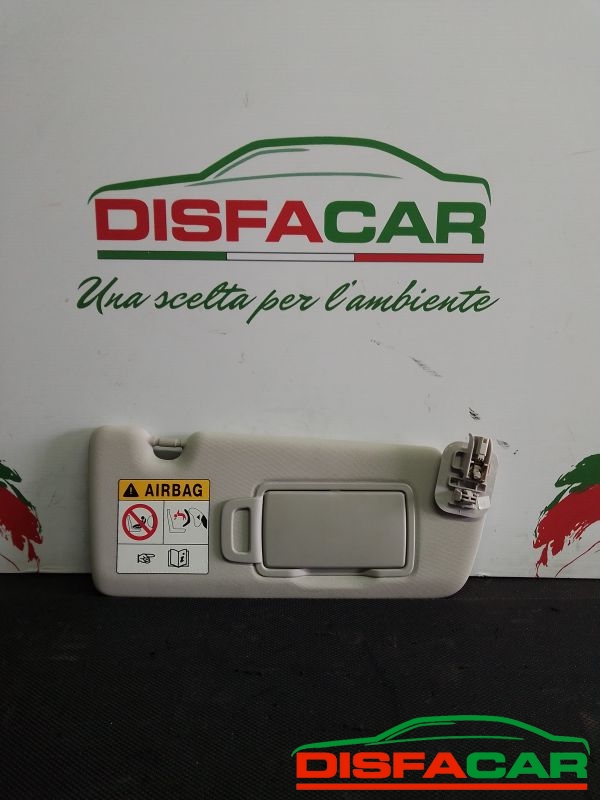 DISFACAR
Una scelta per l'ambiente
AIRBAG
DISFACAR